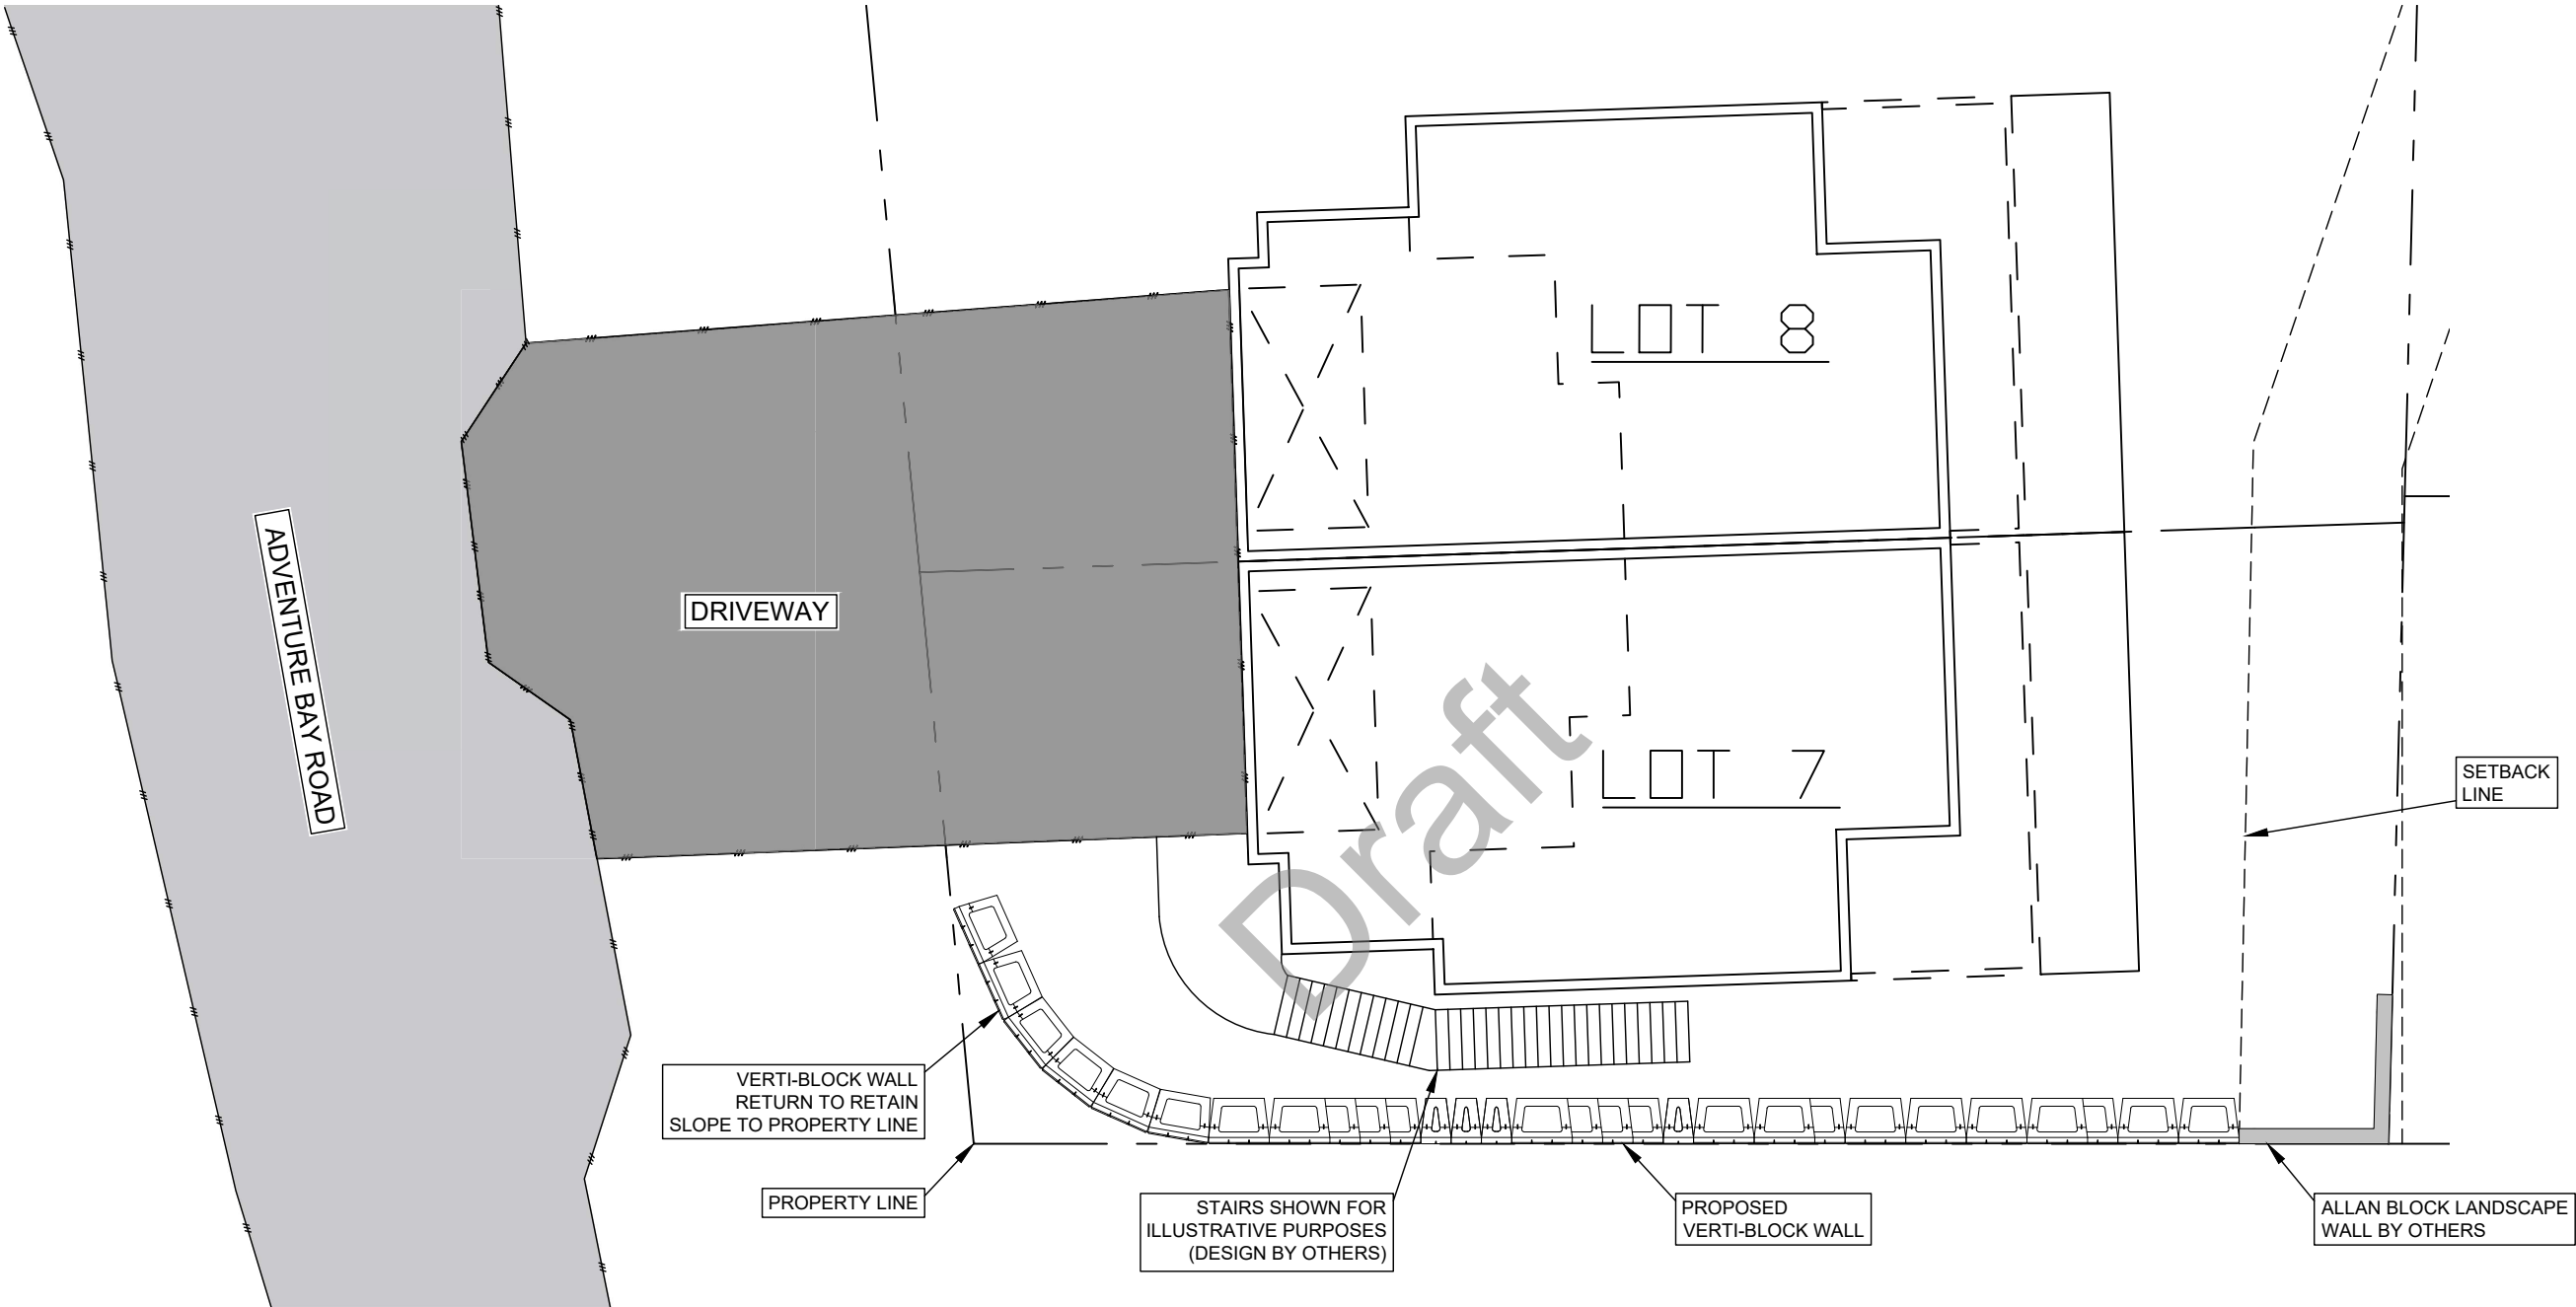 LOT 8
ADVENTURE BAY ROAD
DRIVEWAY
Draft
LOT 7
SETBACK
LINE
VERTI-BLOCK WALL
RETURN TO RETAIN
SLOPE TO PROPERTY LINE
PROPERTY LINE
STAIRS SHOWN FOR
ILLUSTRATIVE PURPOSES
(DESIGN BY OTHERS)
PROPOSED
VERTI-BLOCK WALL
ALLAN BLOCK LANDSCAPE
WALL BY OTHERS